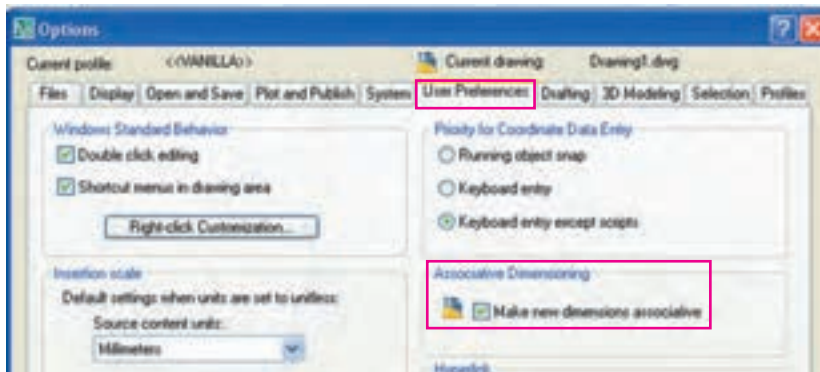 Options
Current profile: <<VANILLA>> Current drawing: Drawing1.dwg
Files Display Open and Save Plot and Publish System User Preferences Drafting 3D Modeling Selection Profiles
Windows Standard Behavior
Double click editing
Shortcut menus in drawing area
Right-click Customization...
Insertion scale
Default settings when units are set to unitless:
Source content units:
Millimeters
Priority for Coordinate Data Entry
Running object snap
Keyboard entry
Keyboard entry except scripts
Associative Dimensioning
Make new dimensions associative
Hyperlink